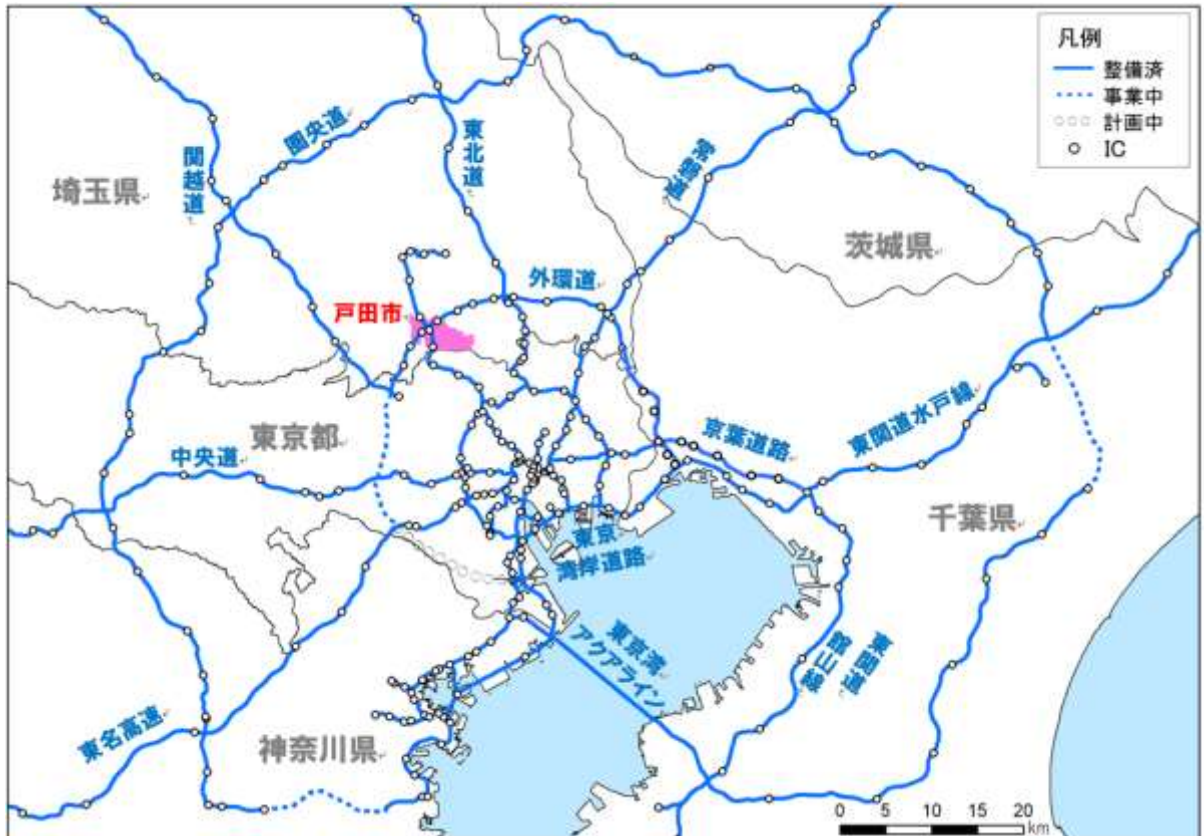 凡例
整備済
事業中
計画中
IC
圏央道
関越道
東北道
常磐道
埼玉県
茨城県
外環道
戸田市
東京都
中央道
京葉道路
東関道水戸線
千葉県
東京
湾岸道路
東京湾
アクアライン
東関道
館山線
東名高速
神奈川県
0 5 10 15 20
km